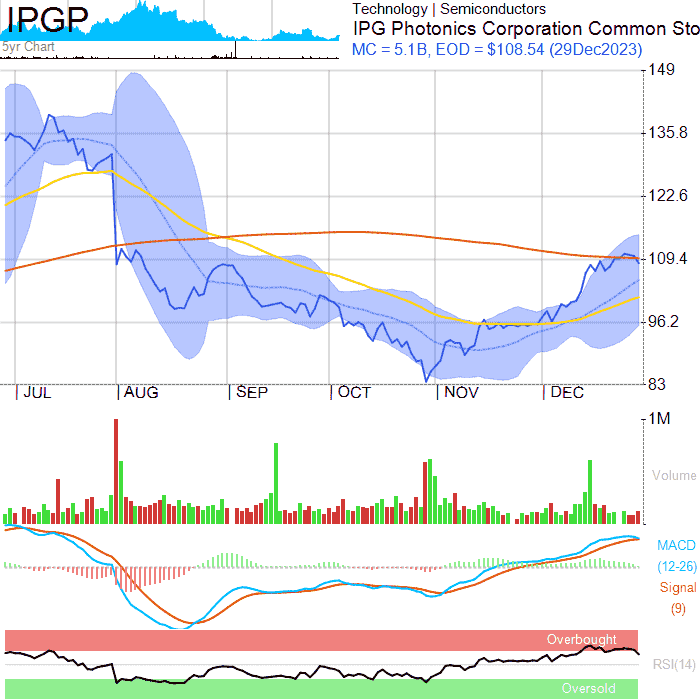 IPGP
5yr Chart
Technology | Semiconductors
IPG Photonics Corporation Common Sto
MC = 5.1B, EOD = $108.54 (29Dec2023)
149
135.8
122.6
109.4
96.2
83
JUL AUG SEP OCT NOV DEC
1M
Volume
MACD
(12-26)
Signal
(9)
Overbought
RSI(14)
Oversold